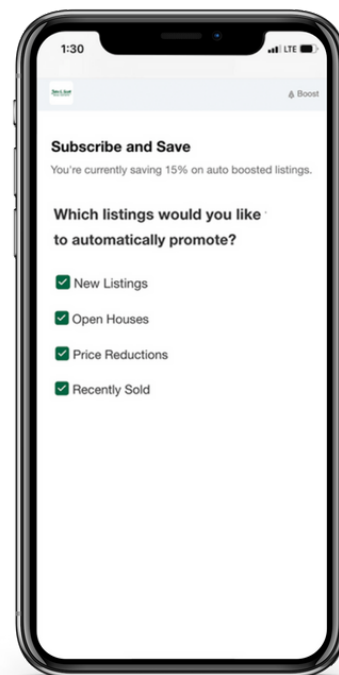 1:30
LTE
Boost
Subscribe and Save
You're currently saving 15% on auto boosted listings.
Which listings would you like
to automatically promote?
New Listings
Open Houses
Price Reductions
Recently Sold